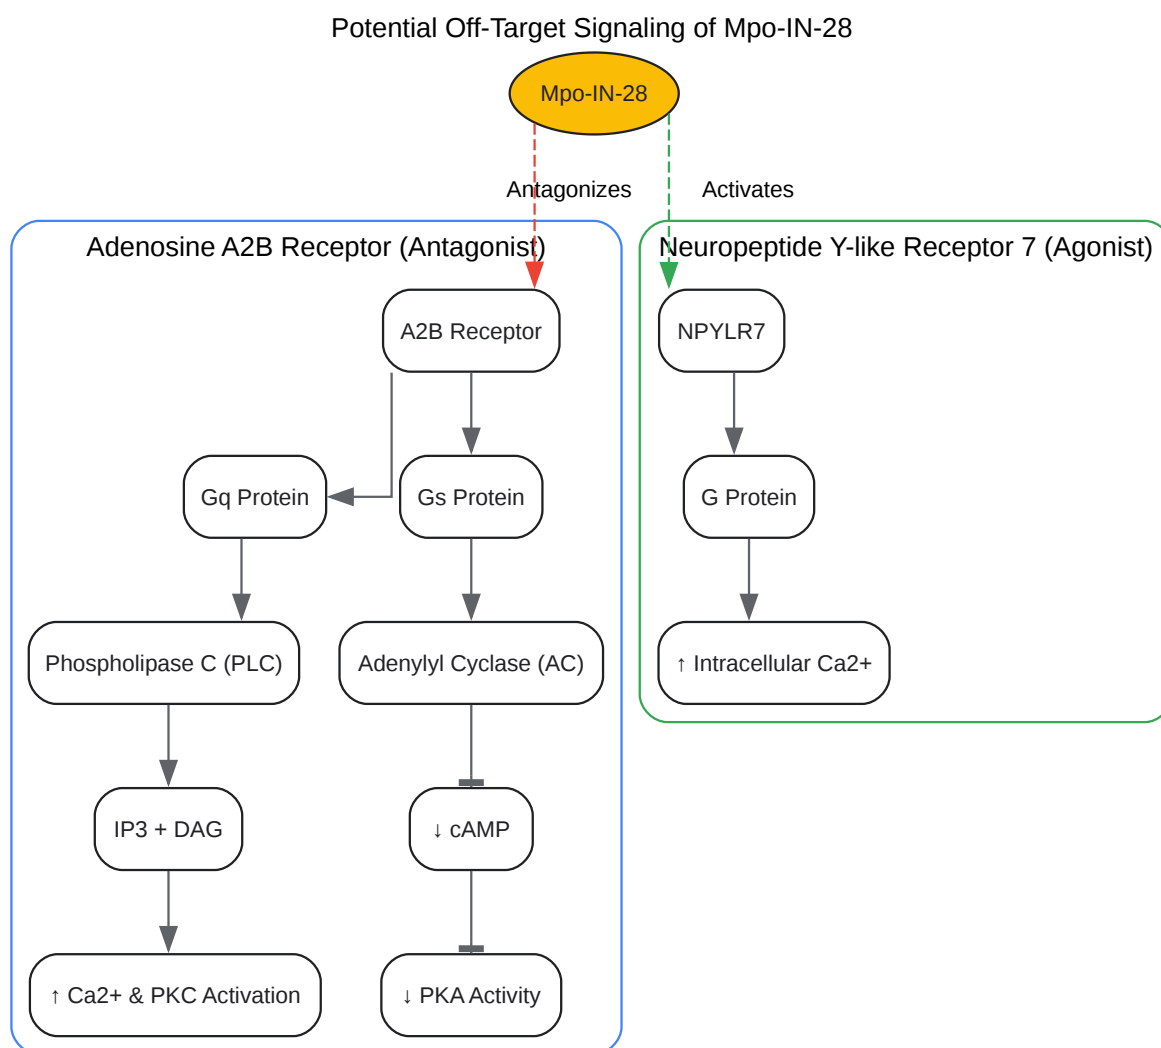 Potential Off-Target Signaling of Mpo-IN-28
Mpo-IN-28
Antagonizes
Activates
Adenosine A2B Receptor (Antagonist)
Neuropeptide Y-like Receptor 7 (Agonist)
A2B Receptor
NPYLR7
Gq Protein
Gs Protein
G Protein
Phospholipase C (PLC)
Adenylyl Cyclase (AC)
↑ Intracellular Ca2+
IP3 + DAG
↓ cAMP
↑ Ca2+ & PKC Activation
↓ PKA Activity